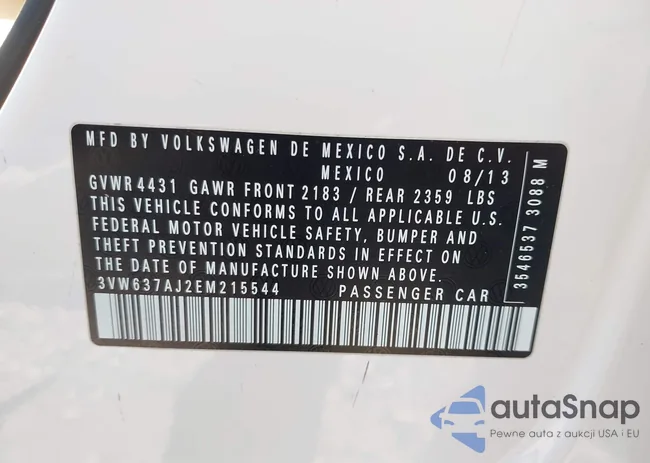 MFD BY VOLKSWAGEN DE MEXICO S.A. DE C.V.
MEXICO 08/13
GVWR 4431 GAWR FRONT 2183 / REAR 2359 LBS
THIS VEHICLE CONFORMS TO ALL APPLICABLE U.S.
FEDERAL MOTOR VEHICLE SAFETY, BUMPER AND
THEFT PREVENTION STANDARDS IN EFFECT ON
THE DATE OF MANUFACTURE SHOWN ABOVE.
3VW637AJ2EM215544 PASSENGER CAR
3546537 3088 M
autaSnap
Pewne auta z aukcji USA i EU